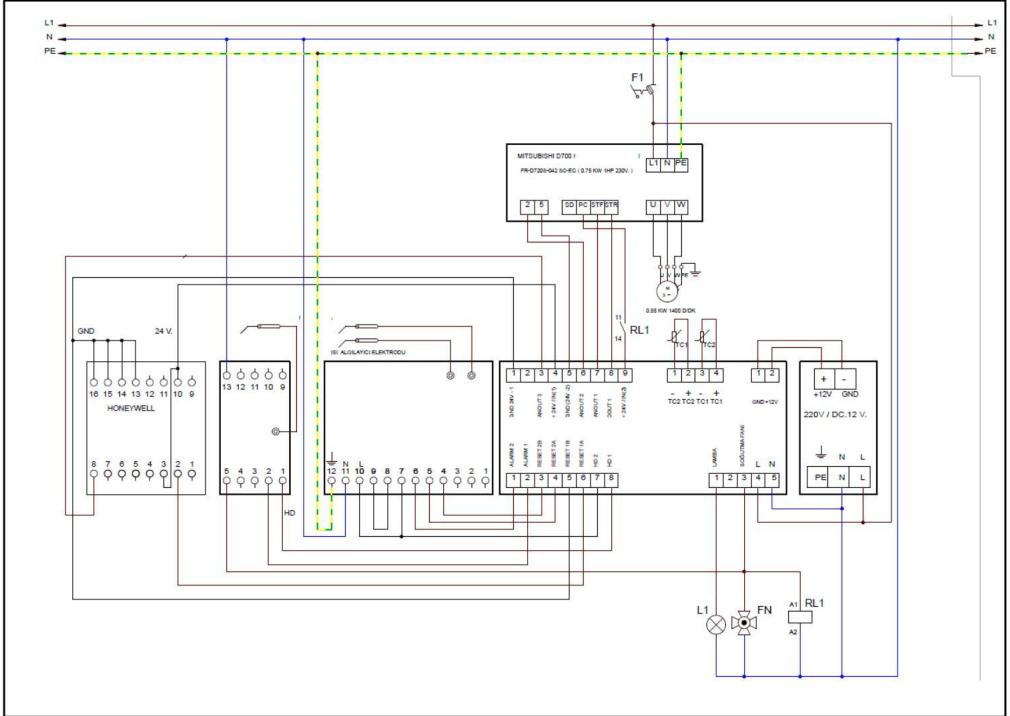 L1 L1
N N
PE PE
F1
MITSUBISHI D700
L1 N PE
FR-D720S-042 SC-EC ( 0.75 KW 1HP 230V. )
2 5 SD PC STF STR U V W
U V W PE
M
3 ~
0.55 KW 1400 D/DK
11
RL1
14
GND 24 V.
ISI ALGILAYICI ELEKTRODU
TC1 TC2
16 15 14 13 12 11 10 9
HONEYWELL
8 7 6 5 4 3 2 1
13 12 11 10 9
5 4 3 2 1
HD
N L
12 11 10 9 8 7 6 5 4 3 2 1
1 2 3 4 5 6 7 8 9
GND 24V - 1
ANOUT 3
+ 24V / IN(1)
GND (24V -2)
ANOUT 2
ANOUT 1
DOUT 1
+ 24V / IN(2)
ALARM 2
ALARM 1
RESET 2B
RESET 2A
RESET 1B
RESET 1A
HD 2
HD 1
1 2 3 4 5 6 7 8
1 2 3 4
- + - +
TC2 TC2 TC1 TC1
1 2
GND +12V
LAMBA
SOĞUTMA FANI
L N
1 2 3 4 5
+ -
+12V GND
220V / DC.12 V.
N L
PE N L
L1
FN
A1 RL1
A2